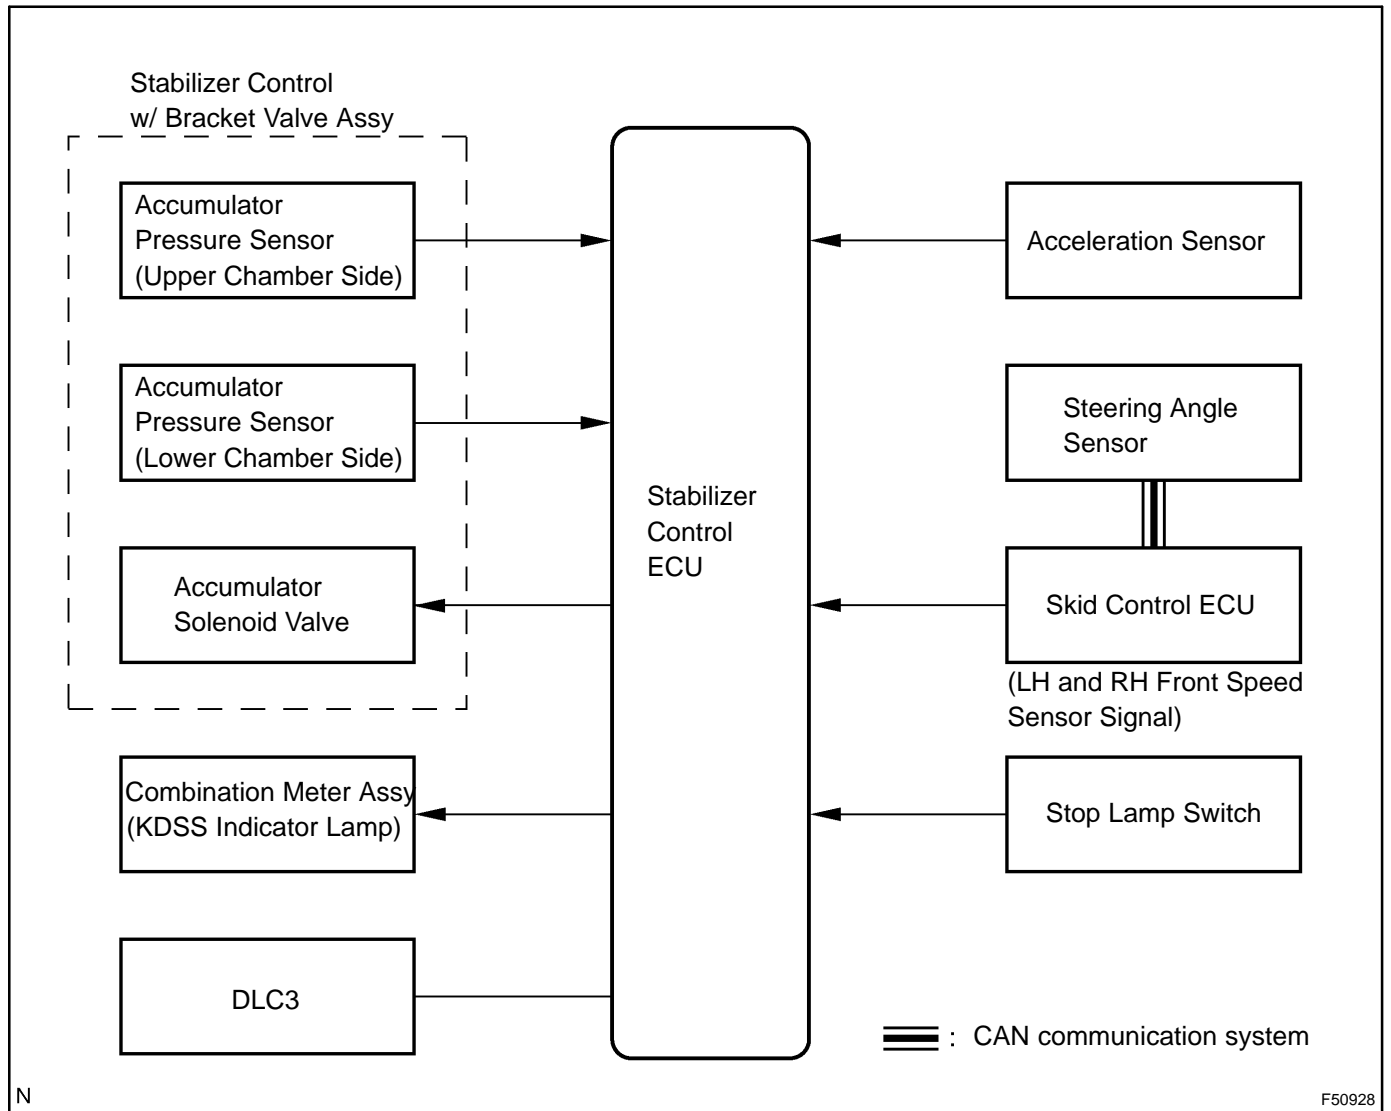 Stabilizer Control
w/ Bracket Valve Assy
Accumulator
Pressure Sensor
(Upper Chamber Side)
Accumulator
Pressure Sensor
(Lower Chamber Side)
Accumulator
Solenoid Valve
Combination Meter Assy
(KDSS Indicator Lamp)
DLC3
Stabilizer
Control
ECU
Acceleration Sensor
Steering Angle
Sensor
Skid Control ECU
(LH and RH Front Speed
Sensor Signal)
Stop Lamp Switch
: CAN communication system
N
F50928